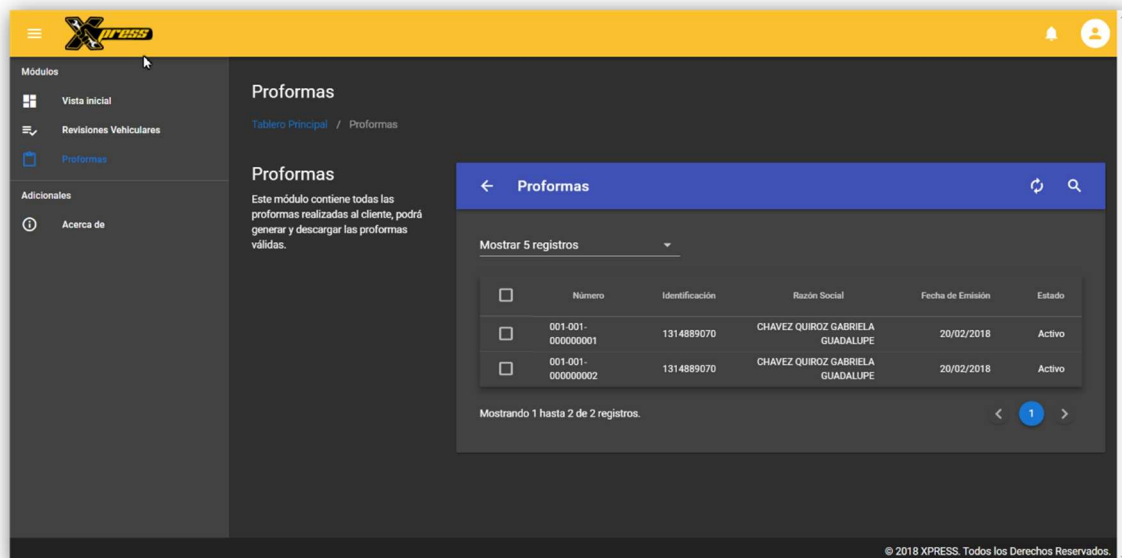 Xpress
Módulos
Vista inicial
Revisiones Vehiculares
Proformas
Adicionales
Acerca de
Proformas
Tablero Principal / Proformas
Proformas
Este módulo contiene todas las
proformas realizadas al cliente, podrá
generar y descargar las proformas
válidas.
Proformas
Mostrar 5 registros
Número Identificación Razón Social Fecha de Emisión Estado
001-001-
000000001
1314889070
CHAVEZ QUIROZ GABRIELA
GUADALUPE
20/02/2018
Activo
001-001-
000000002
1314889070
CHAVEZ QUIROZ GABRIELA
GUADALUPE
20/02/2018
Activo
Mostrando 1 hasta 2 de 2 registros.
1
© 2018 XPRESS. Todos los Derechos Reservados.